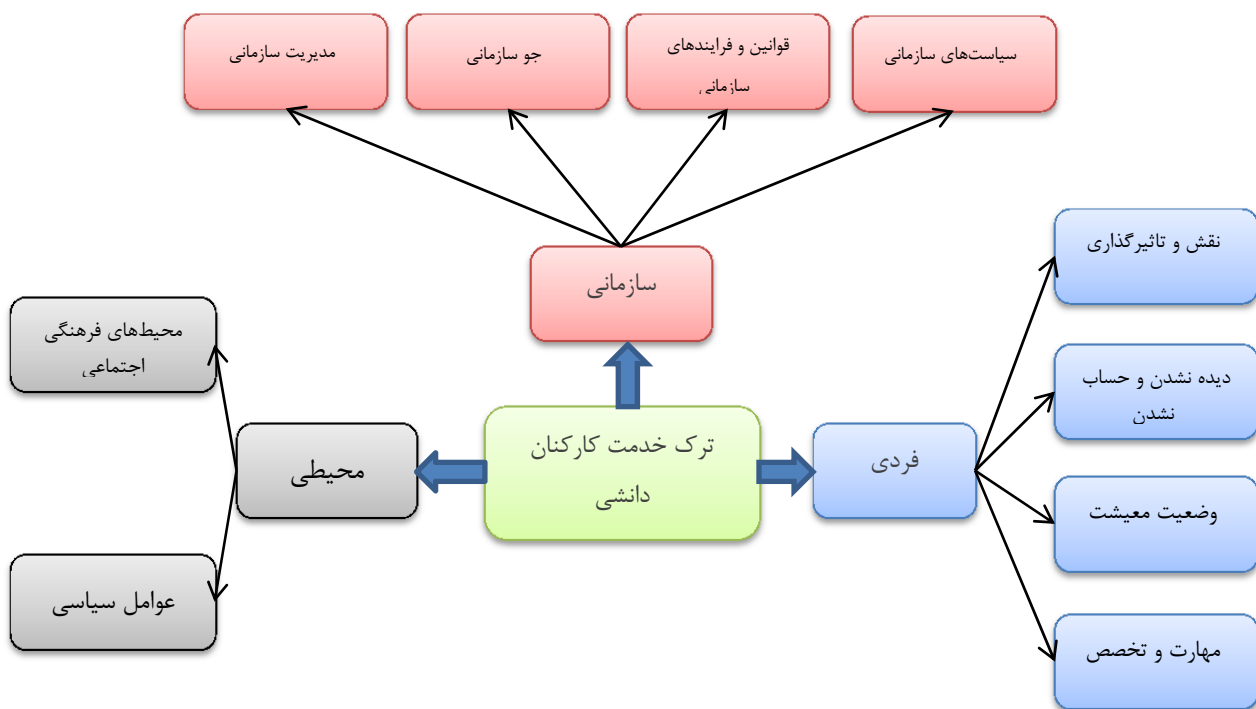 سیاست‌های سازمانی
قوانین و فرایندهای
سازمانی
جو سازمانی
مدیریت سازمانی
سازمانی
نقش و تاثیرگذاری
دیده نشدن و حساب
نشدن
وضعیت معیشت
مهارت و تخصص
فردی
ترک خدمت کارکنان
دانشی
محیطی
محیط‌های فرهنگی
اجتماعی
عوامل سیاسی